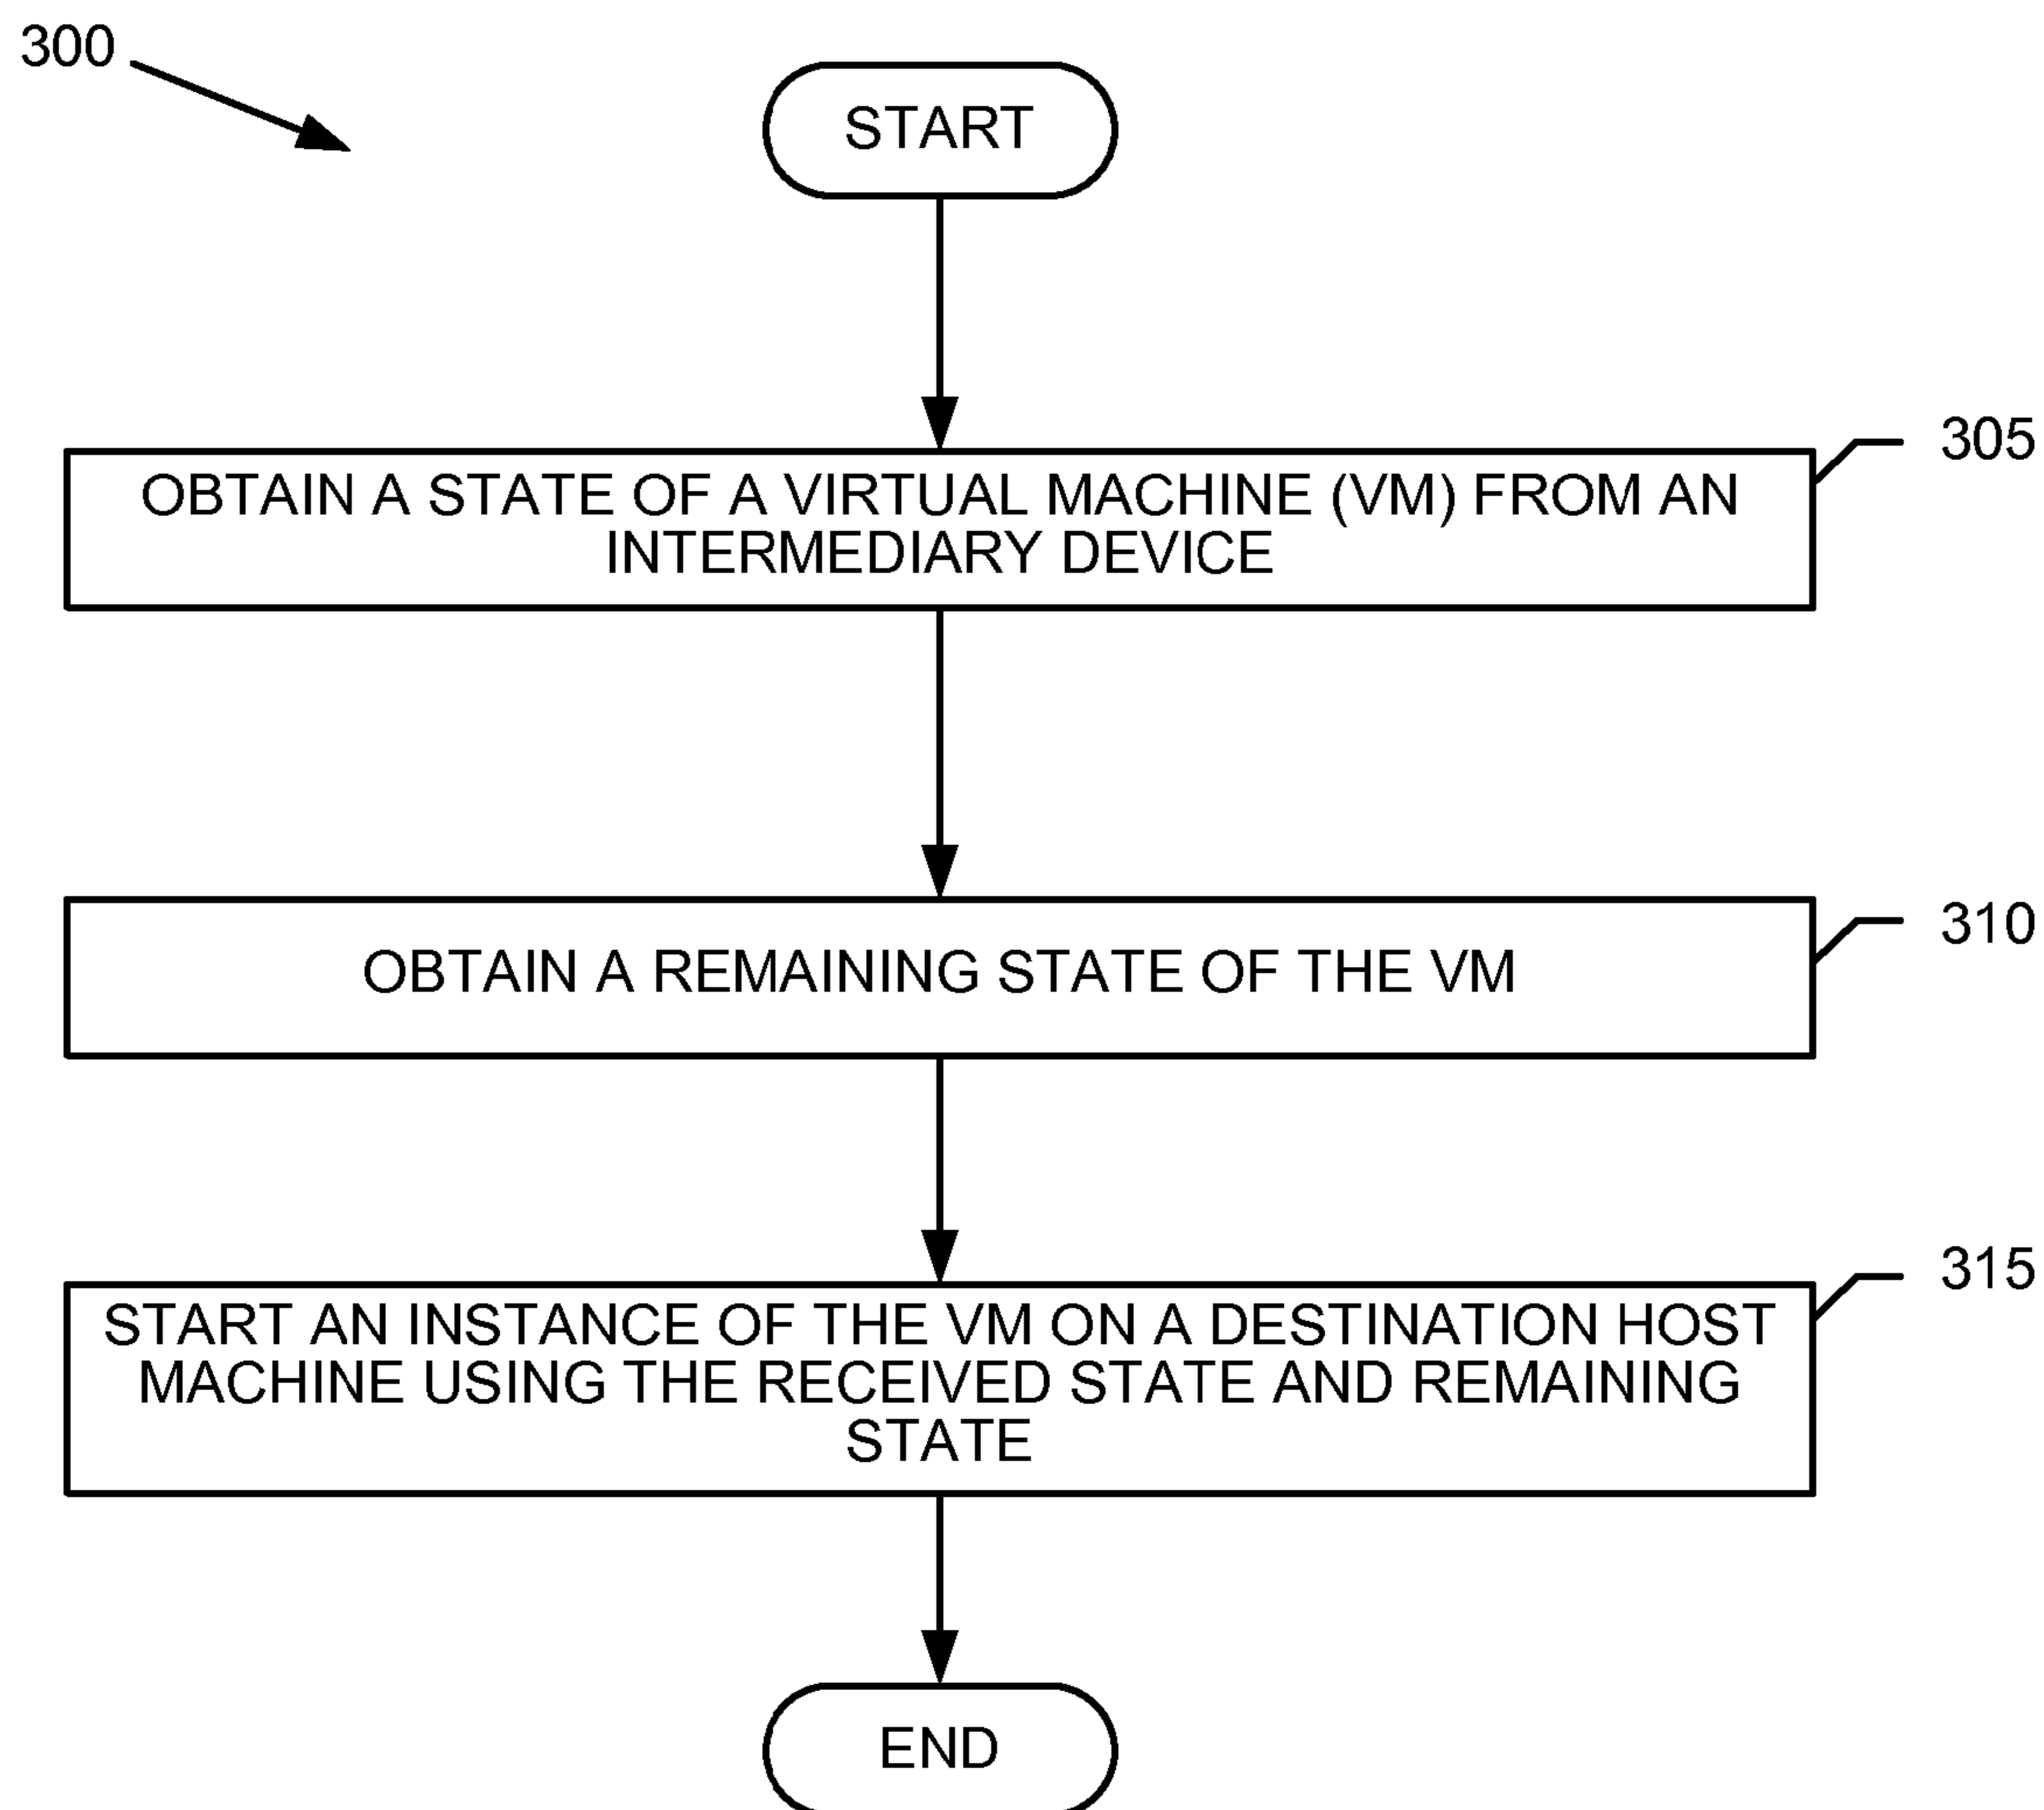 300
START
305
OBTAIN A STATE OF A VIRTUAL MACHINE (VM) FROM AN
INTERMEDIARY DEVICE
310
OBTAIN A REMAINING STATE OF THE VM
315
START AN INSTANCE OF THE VM ON A DESTINATION HOST
MACHINE USING THE RECEIVED STATE AND REMAINING
STATE
END